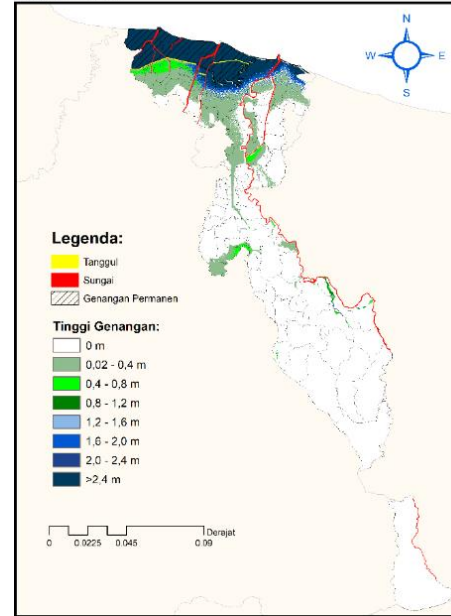 N
W E
S
Legenda:
Tanggul
Sungai
Genangan Permanen
Tinggi Genangan:
0 m
0,02 - 0,4 m
0,4 - 0,8 m
0,8 - 1,2 m
1,2 - 1,6 m
1,6 - 2,0 m
2,0 - 2,4 m
>2,4 m
Derajat
0 0.0225 0.045 0.09